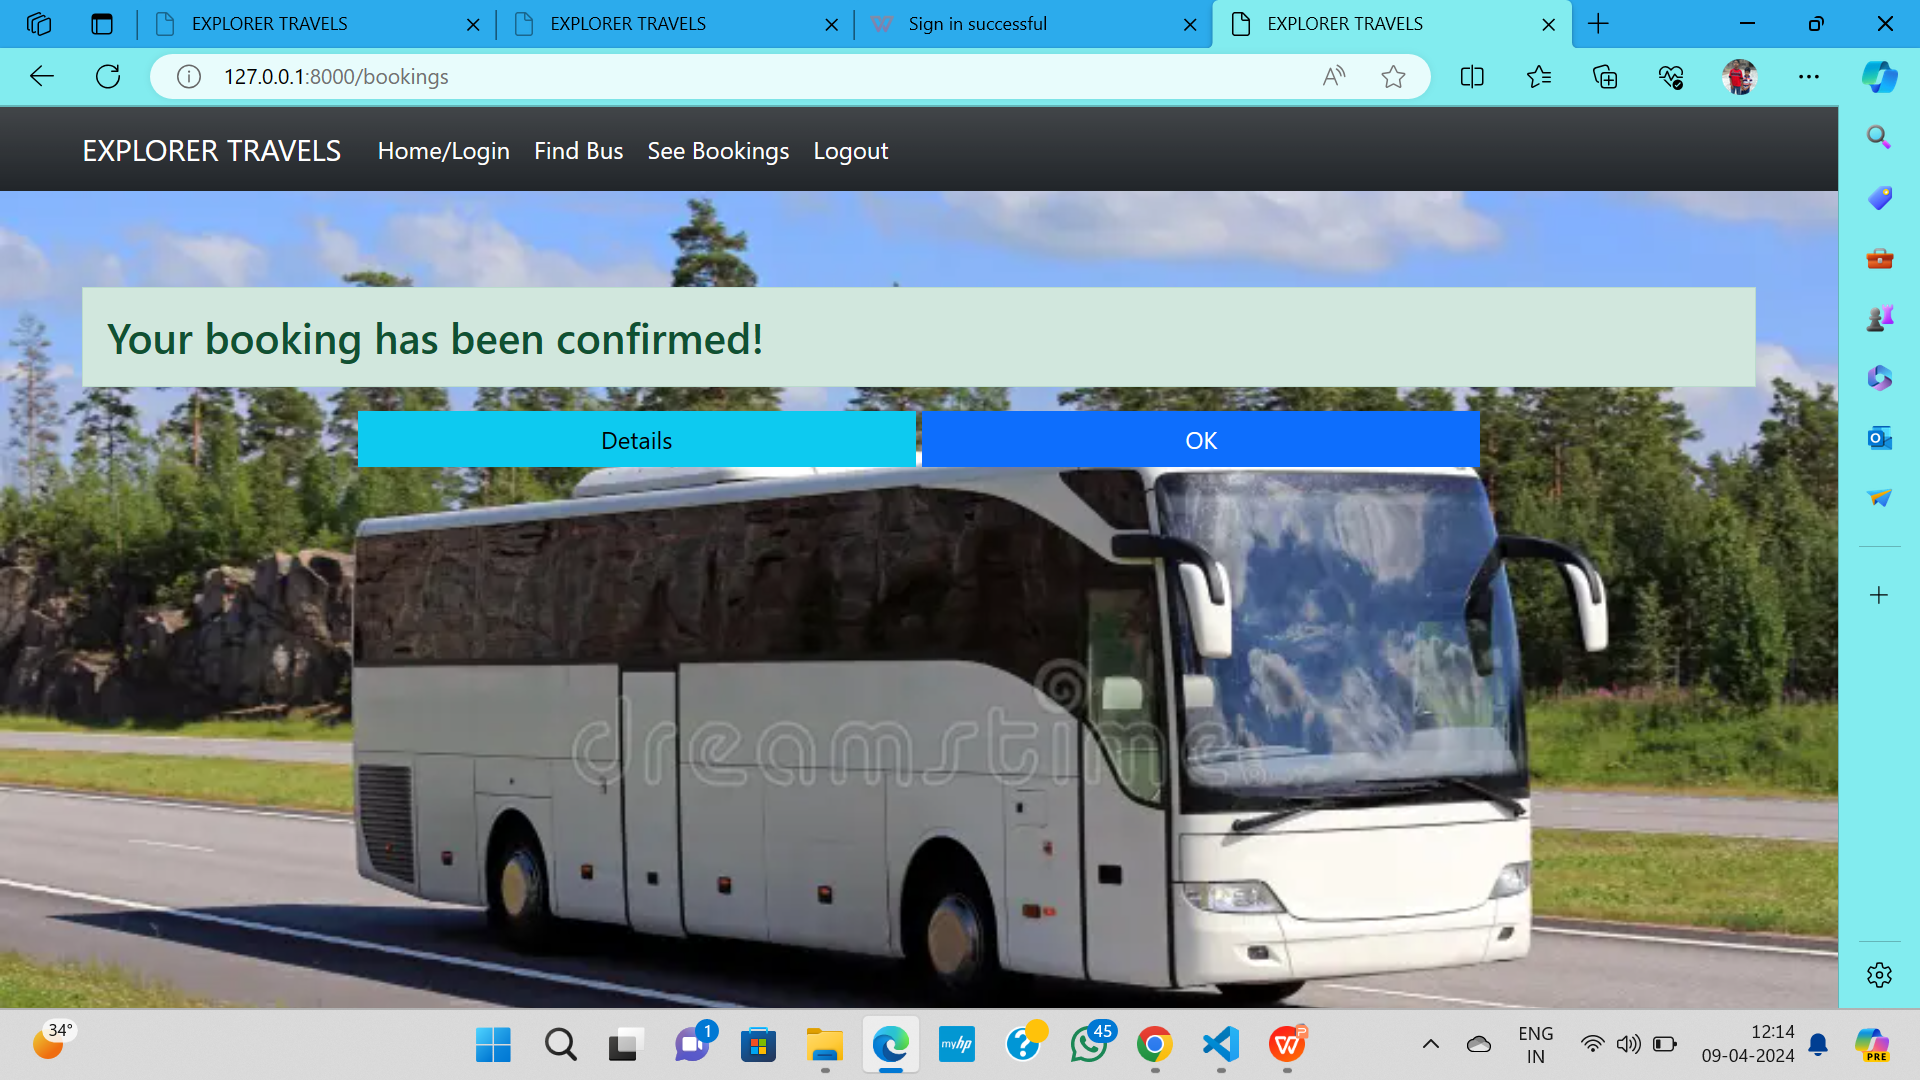 EXPLORER TRAVELS
EXPLORER TRAVELS
Sign in successful
EXPLORER TRAVELS
127.0.0.1:8000/bookings
EXPLORER TRAVELS Home/Login Find Bus See Bookings Logout
Your booking has been confirmed!
Details
OK
dreamstime
34°
1
myhp
45
ENG
IN
12:14
09-04-2024
PRE